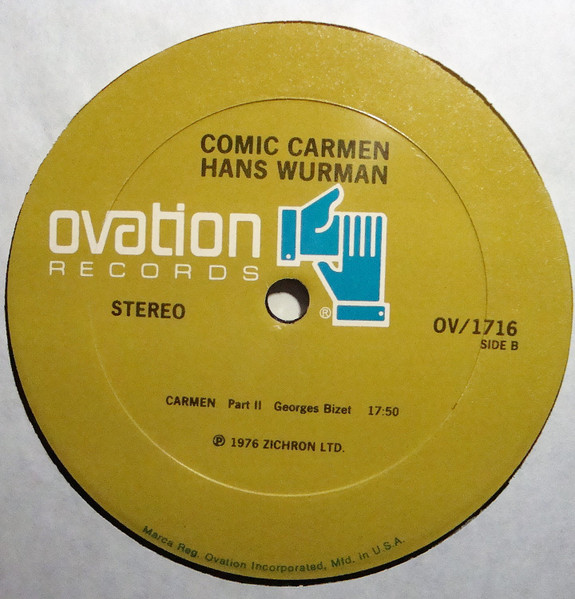 COMIC CARMEN
HANS WURMAN
ovation
RECORDS
®
STEREO
OV/1716
SIDE B
CARMEN Part II Georges Bizet 17:50
℗ 1976 ZICHRON LTD.
Marca Reg. Ovation Incorporated, Mfd. in U.S.A.